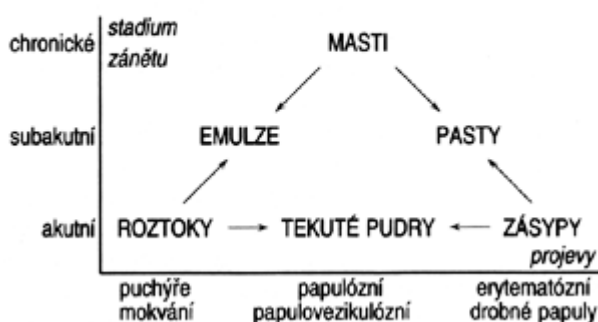 stadium
zánětu
chronické MASTI
subakutní EMULZE PASTY
akutní ROZTOKY TEKUTÉ PUDRY ZÁSYPY
projevy
puchýře papulózní erytematózní
mokvání papulovezikulózní drobné papuly